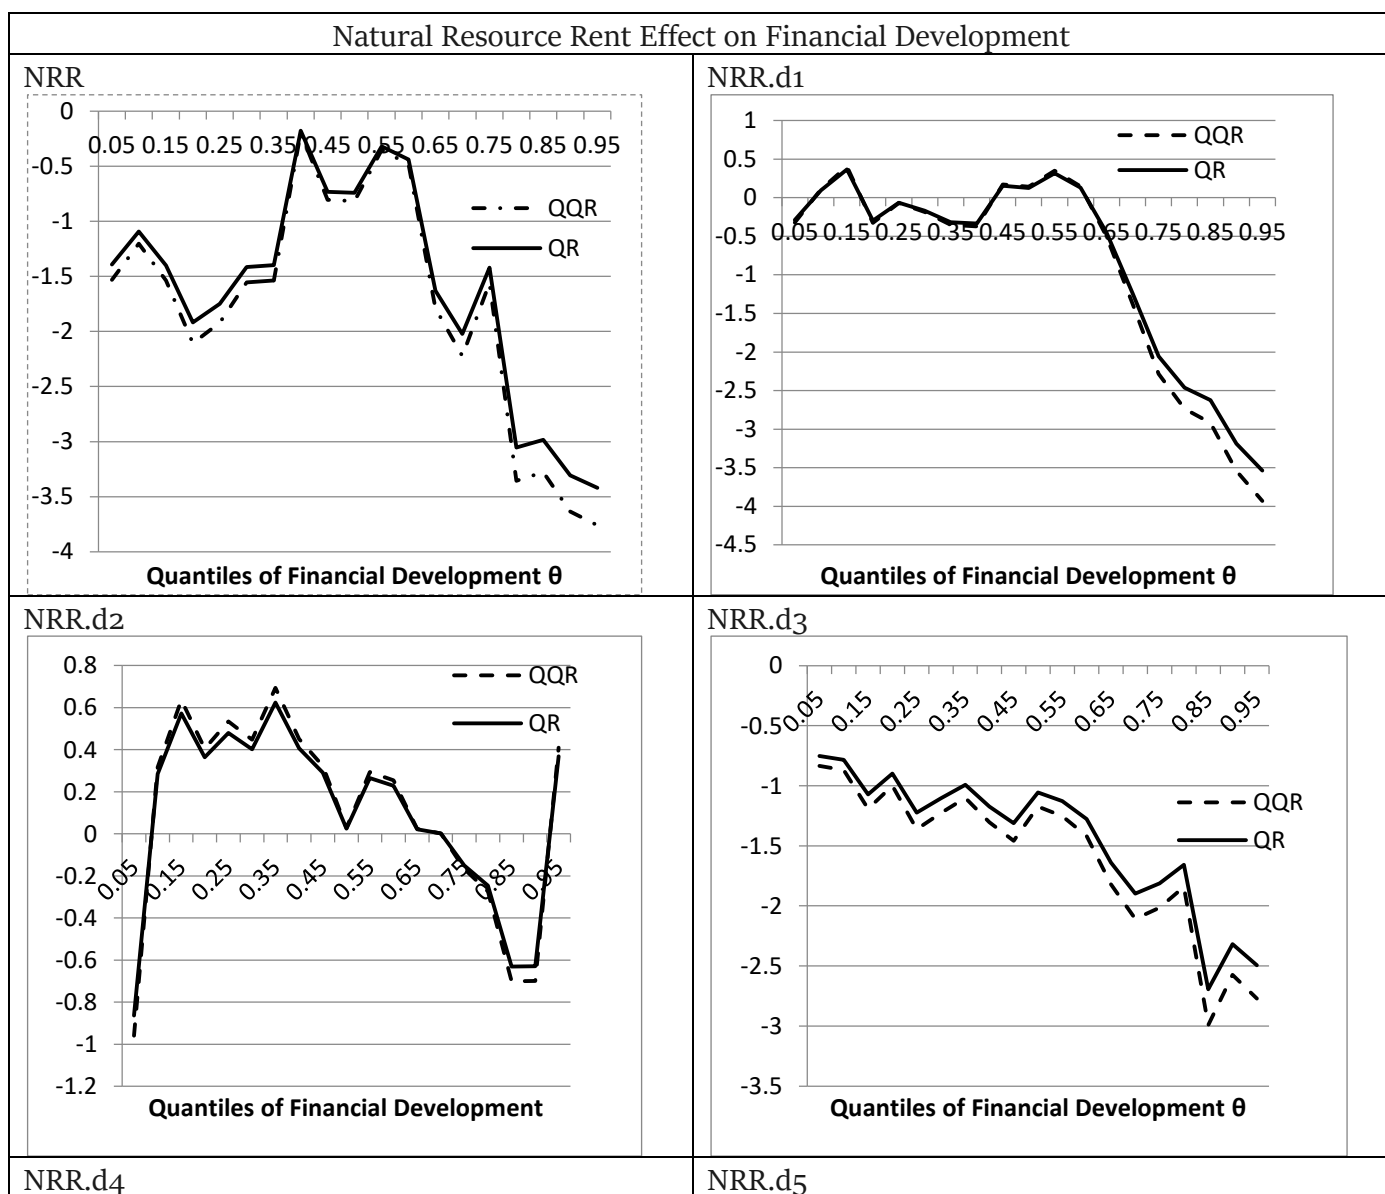 Natural Resource Rent Effect on Financial Development
NRR
0
0.05 0.15 0.25 0.35 0.45 0.55 0.65 0.75 0.85 0.95
-0.5
-1
-1.5
-2
-2.5
-3
-3.5
-4
QQR
QR
Quantiles of Financial Development θ
NRR.d1
1
0.5
0
-0.5
0.05 0.15 0.25 0.35 0.45 0.55 0.65 0.75 0.85 0.95
-1
-1.5
-2
-2.5
-3
-3.5
-4
-4.5
QQR
QR
Quantiles of Financial Development θ
NRR.d2
0.8
0.6
0.4
0.2
0
-0.2
-0.4
-0.6
-0.8
-1
-1.2
0.05 0.15 0.25 0.35 0.45 0.55 0.65 0.75 0.85 0.95
QQR
QR
Quantiles of Financial Development
NRR.d3
0
-0.5
-1
-1.5
-2
-2.5
-3
-3.5
0.05 0.15 0.25 0.35 0.45 0.55 0.65 0.75 0.85 0.95
QQR
QR
Quantiles of Financial Development θ
NRR.d4
NRR.d5